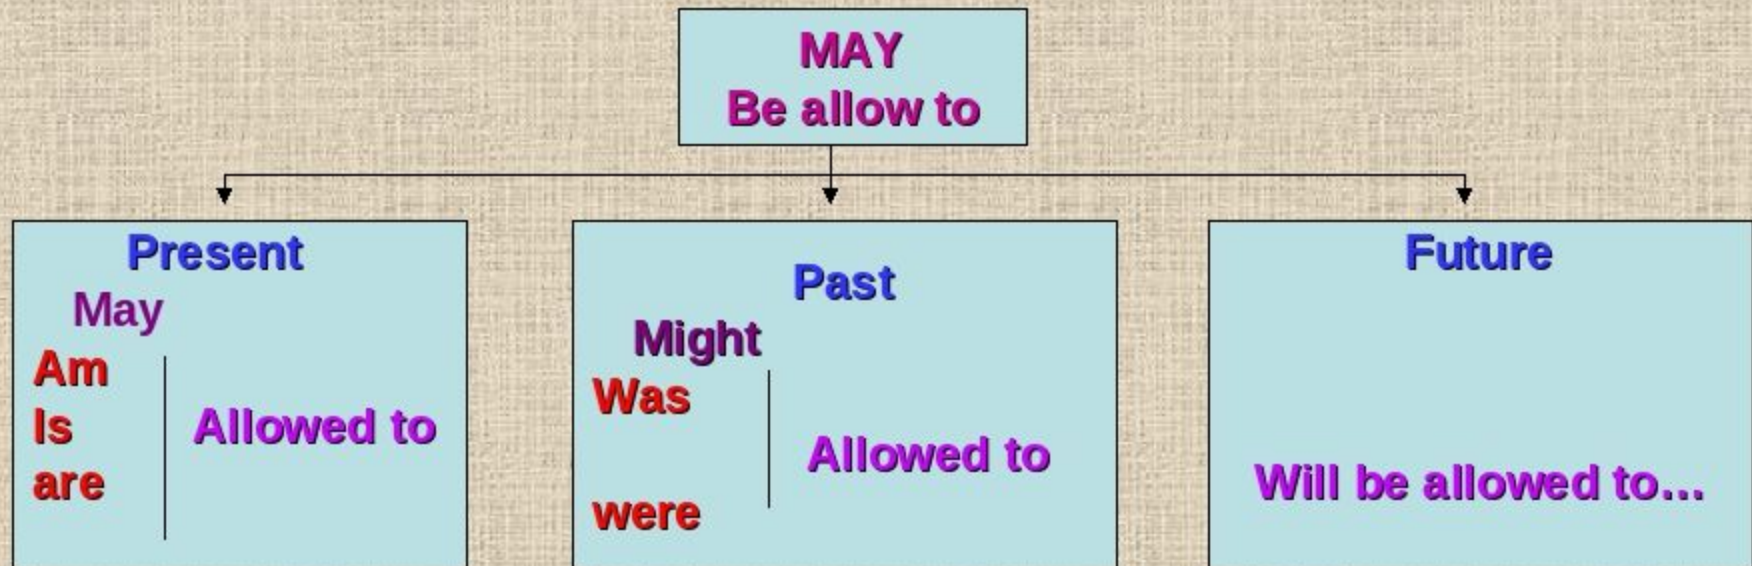 MAY
Be allow to
Present
May
Am
Is
are
Allowed to
Past
Might
Was
were
Allowed to
Future
Will be allowed to...